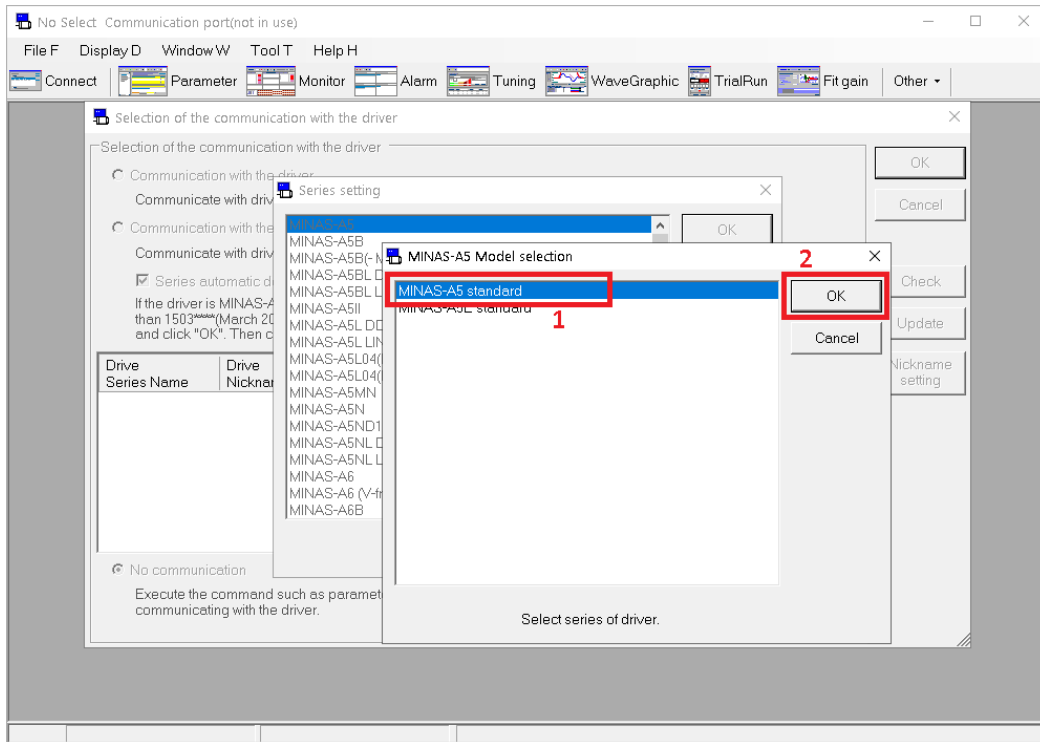 No Select Communication port(not in use)
File F Display D Window W Tool T Help H
Connect Parameter Monitor Alarm Tuning WaveGraphic TrialRun Fit gain Other
Selection of the communication with the driver
Selection of the communication with the driver
OK
Cancel
Check
Update
Nickname
setting
Communication with the driver
Communicate with driv
Communication with the
Communicate with driv
Series automatic d
If the driver is MINAS-A
than 1503****(March 20
and click "OK". Then c
Drive
Series Name
Drive
Nicknar
No communication
Execute the command such as paramet
communicating with the driver.
Series setting
OK
MINAS-A5
MINAS-A5B
MINAS-A5B(- M
MINAS-A5BL D
MINAS-A5BL L
MINAS-A5II
MINAS-A5L DD
MINAS-A5L LIN
MINAS-A5L04(
MINAS-A5L04(
MINAS-A5MN
MINAS-A5N
MINAS-A5ND1
MINAS-A5NL D
MINAS-A5NL L
MINAS-A6
MINAS-A6 (V-fr
MINAS-A6B
MINAS-A5 Model selection
2
MINAS-A5 standard
MINAS-A5E standard
1
OK
Cancel
Select series of driver.